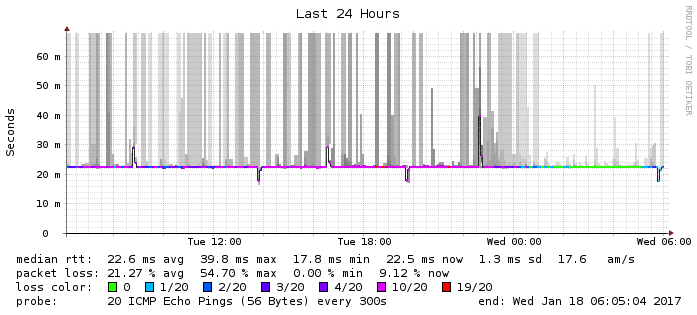 Last 24 Hours
RRDTOOL / TOBI OETIKER
Seconds
60 m
50 m
40 m
30 m
20 m
10 m
0
Tue 12:00 Tue 18:00 Wed 00:00 Wed 06:00
median rtt: 22.6 ms avg 39.8 ms max 17.8 ms min 22.5 ms now 1.3 ms sd 17.6 am/s
packet loss: 21.27 % avg 54.70 % max 0.00 % min 9.12 % now
loss color: 0 1/20 2/20 3/20 4/20 10/20 19/20
probe: 20 ICMP Echo Pings (56 Bytes) every 300s end: Wed Jan 18 06:05:04 2017